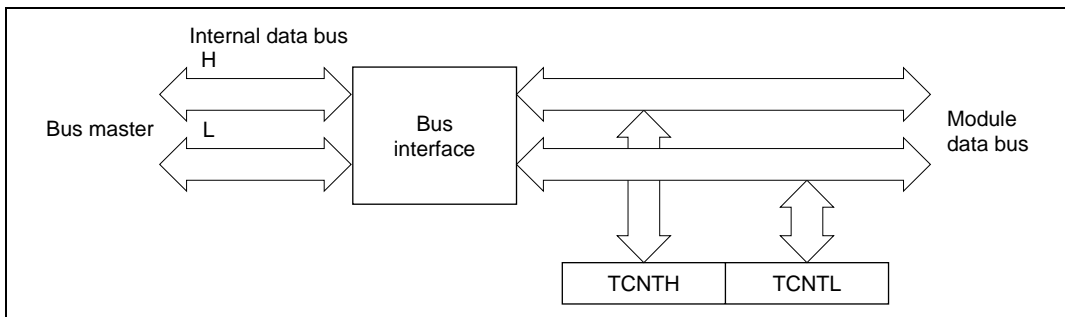 Internal data bus
H
Bus master
L
Bus
interface
Module
data bus
TCNTH
TCNTL